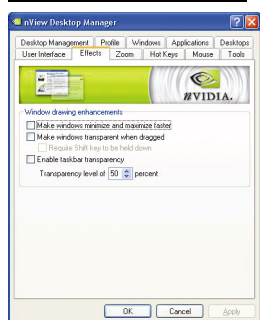 nView Desktop Manager
Desktop Management Profile Windows Applications Desktops
User Interface Effects Zoom Hot Keys Mouse Tools
NVIDIA.
Window drawing enhancements
Make windows minimize and maximize faster
Make windows transparent when dragged
Require Shift key to be held down
Enable taskbar transparency
Transparency level of 50 percent
OK Cancel Apply